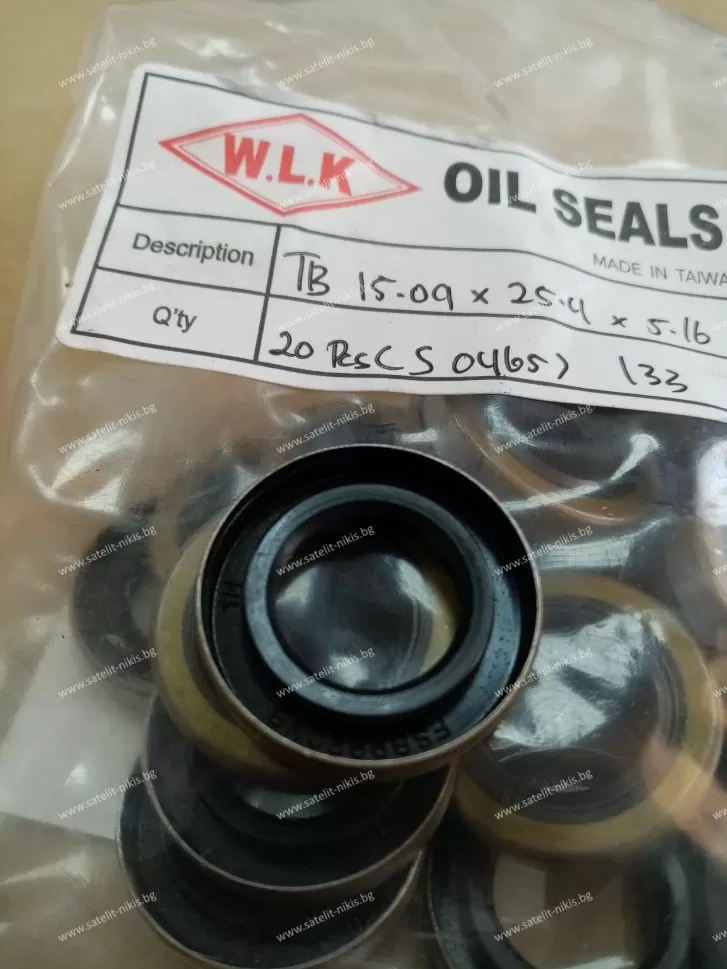 W.L.K
OIL SEALS
MADE IN TAIWA
Description
TB 15.09 x 25.4 x 5.16
Q'ty
20 Pcs (S 0465) 133
www.satelit-nikis.bg